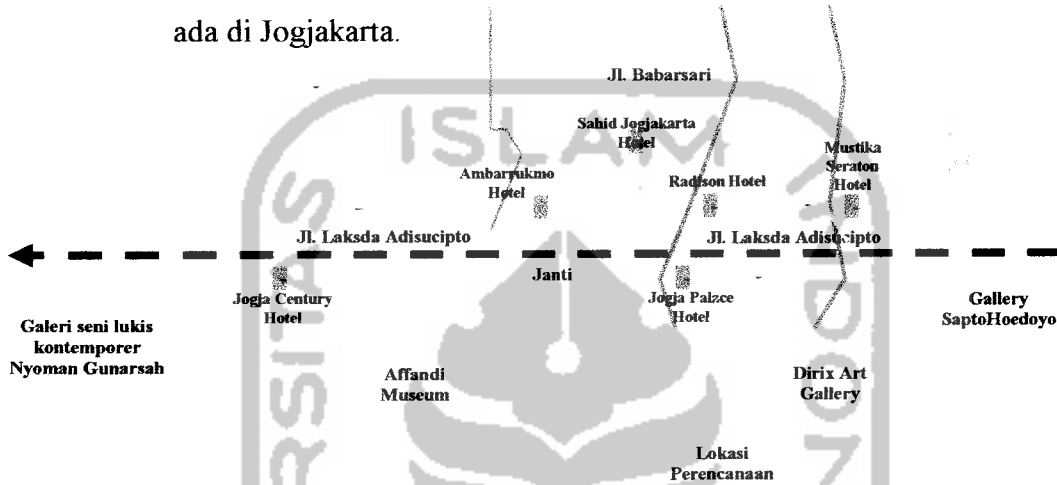 ada di Jogjakarta.
Jl. Babarsari
Sahid Jogjakarta
Hotel
Mustika
Seraton
Hotel
Ambarrukmo
Hotel
Radison Hotel
Jl. Laksda Adisucipto
Jl. Laksda Adisucipto
Janti
Jogja Century
Hotel
Jogja Palzce
Hotel
Gallery
SaptoHoedoyo
Galeri seni lukis
kontemporer
Nyoman Gunarsah
Affandi
Museum
Dirix Art
Gallery
Lokasi
Perencanaan
ISLAM